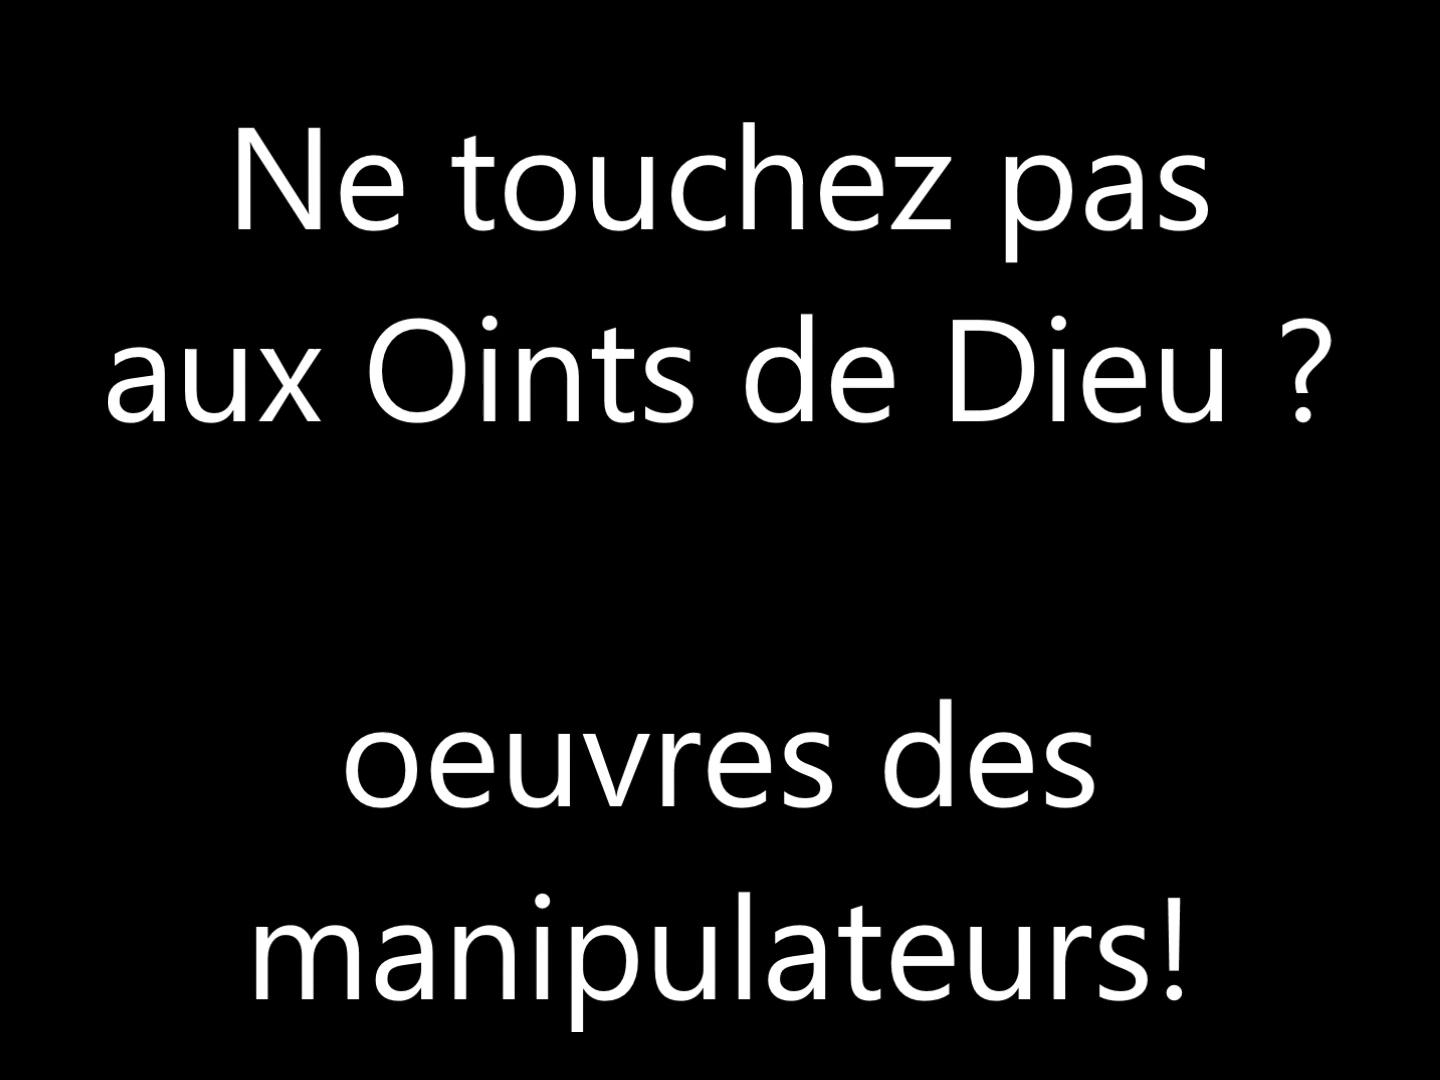 Ne touchez pas
aux Oints de Dieu ?
oeuvres des
manipulateurs!